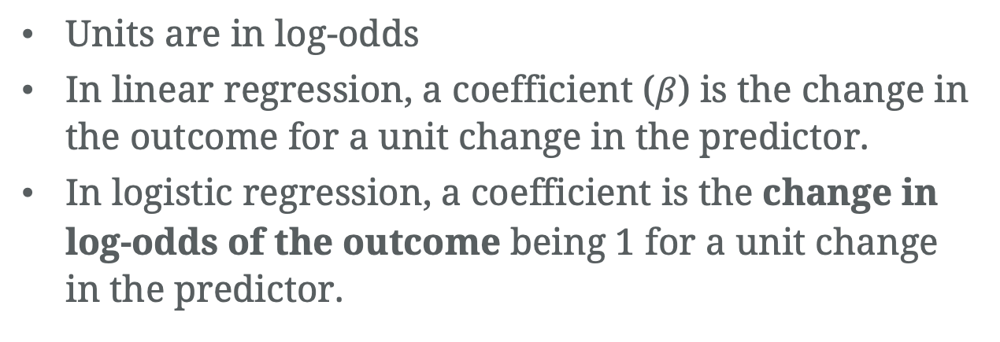 • Units are in log-odds
• In linear regression, a coefficient (β) is the change in
the outcome for a unit change in the predictor.
• In logistic regression, a coefficient is the change in
log-odds of the outcome being 1 for a unit change
in the predictor.